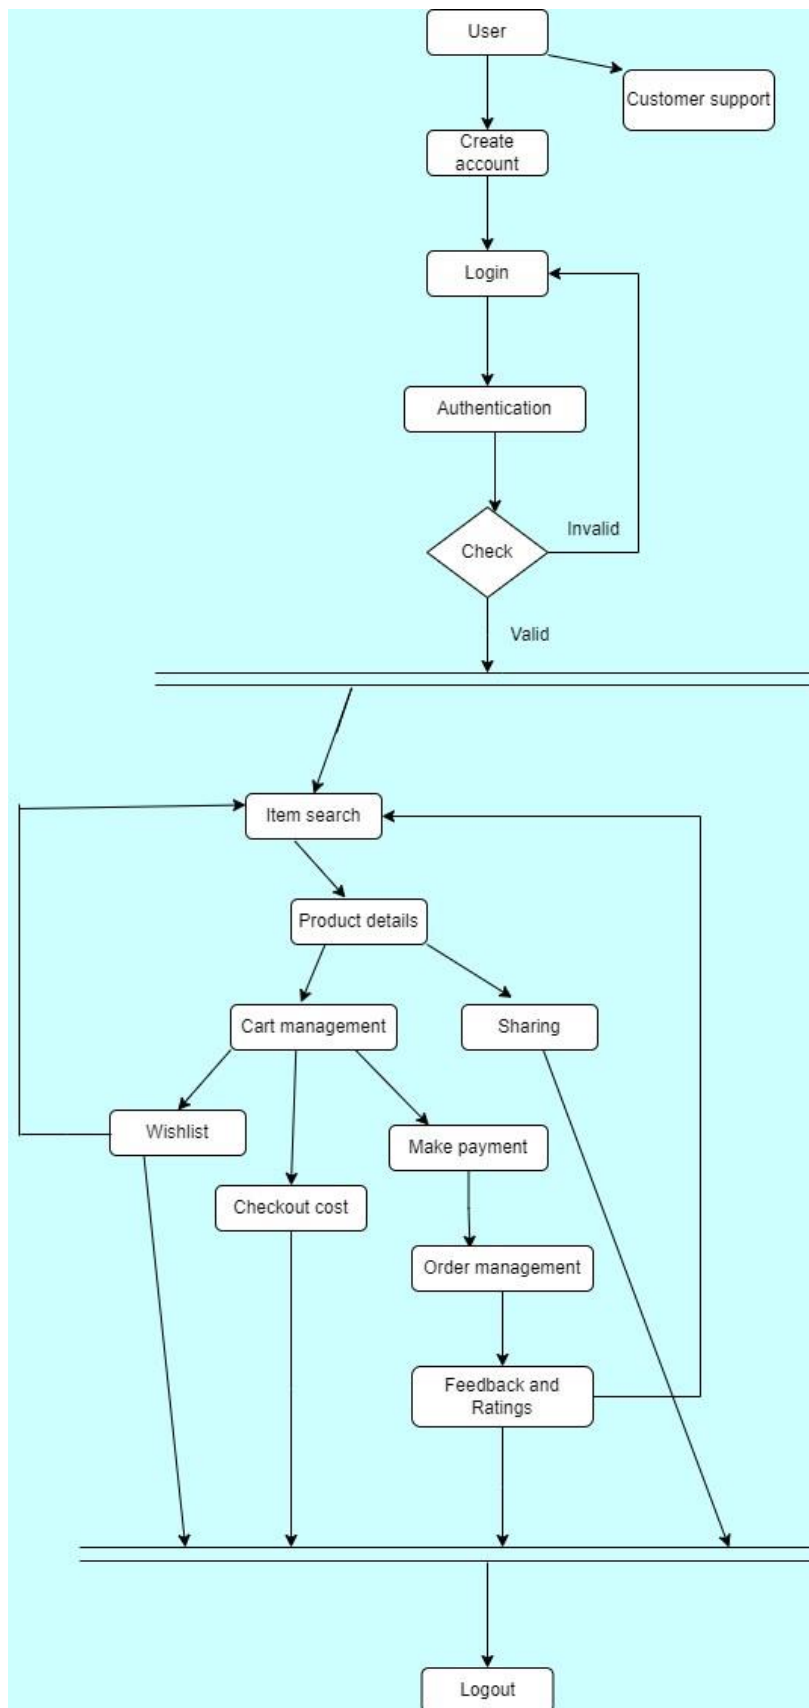 User
Customer support
Create
account
Login
Authentication
Check
Invalid
Valid
Item search
Product details
Cart management
Sharing
Wishlist
Make payment
Checkout cost
Order management
Feedback and
Ratings
Logout